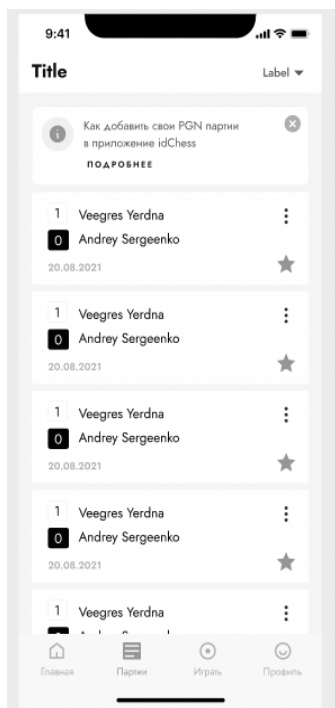 9:41
Title
Label
Как добавить свои PGN партии
в приложение idChess
ПОДРОБНЕЕ
1 Veegres Yerdna
0 Andrey Sergeenko
20.08.2021
1 Veegres Yerdna
0 Andrey Sergeenko
20.08.2021
1 Veegres Yerdna
0 Andrey Sergeenko
20.08.2021
1 Veegres Yerdna
0 Andrey Sergeenko
20.08.2021
1 Veegres Yerdna
Главная Партии Играть Профиль